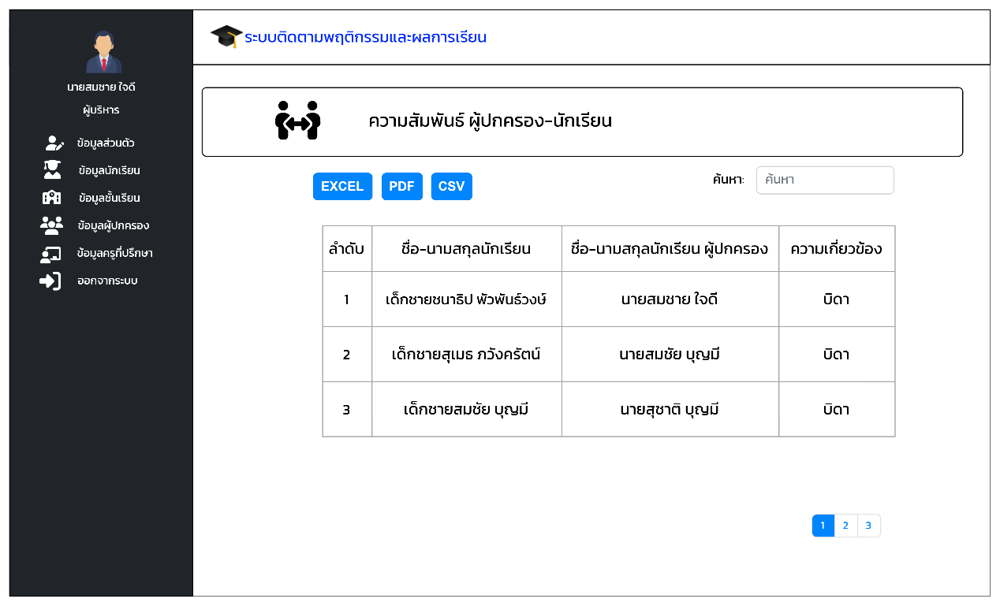 ระบบติดตามพฤติกรรมและผลการเรียน
นายสมชาย ใจดี
ผู้บริหาร
ข้อมูลส่วนตัว
ข้อมูลนักเรียน
ข้อมูลชั้นเรียน
ข้อมูลผู้ปกครอง
ข้อมูลครูที่ปรึกษา
ออกจากระบบ
ความสัมพันธ์ ผู้ปกครอง-นักเรียน
EXCEL PDF CSV ค้นหา: ค้นหา
ลำดับ ชื่อ-นามสกุลนักเรียน ชื่อ-นามสกุลนักเรียน ผู้ปกครอง ความเกี่ยวข้อง
1 เด็กชายชนาธิป พัวพันธ์วงษ์ นายสมชาย ใจดี บิดา
2 เด็กชายสุเมธ ภวังครัตน์ นายสมชัย บุญมี บิดา
3 เด็กชายสมชัย บุญมี นายสุชาติ บุญมี บิดา
1 2 3